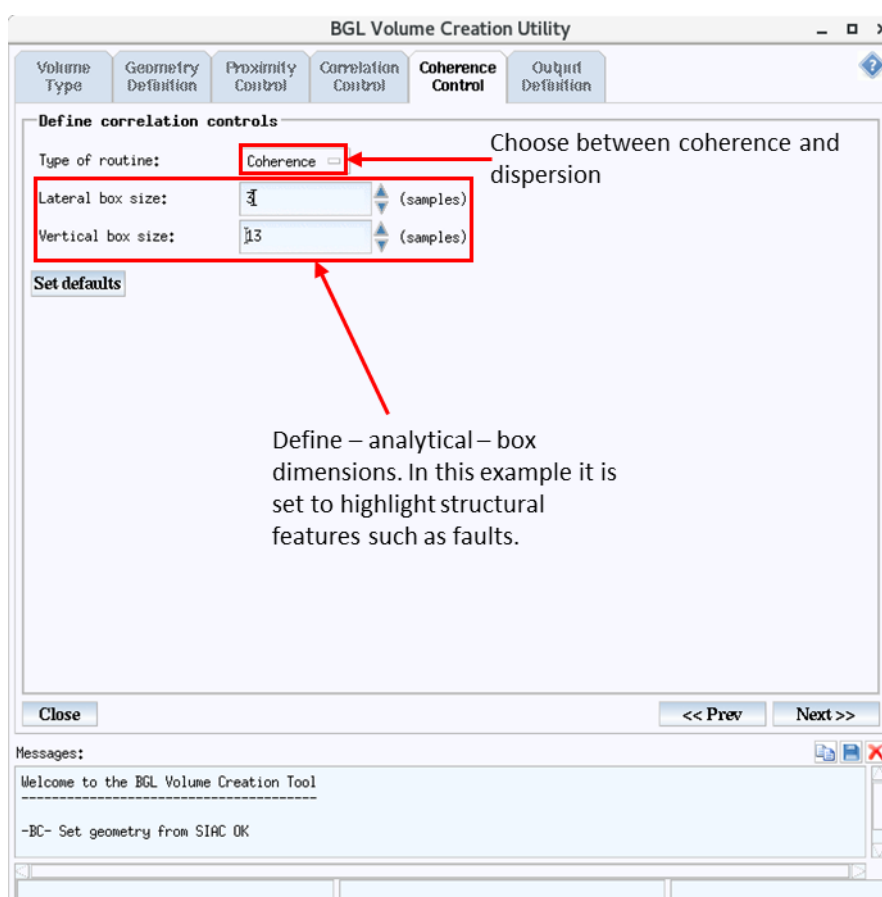 BGL Volume Creation Utility
Volume Type
Geometry Definition
Proximity Control
Correlation Control
Coherence Control
Output Definition
Define correlation controls
Type of routine: Coherence
Choose between coherence and
dispersion
Lateral box size: 3 (samples)
Vertical box size: 13 (samples)
Set defaults
Define – analytical – box
dimensions. In this example it is
set to highlight structural
features such as faults.
Close
<< Prev
Next >>
Messages:
Welcome to the BGL Volume Creation Tool
---------------------------------------
-BC- Set geometry from SIAC OK